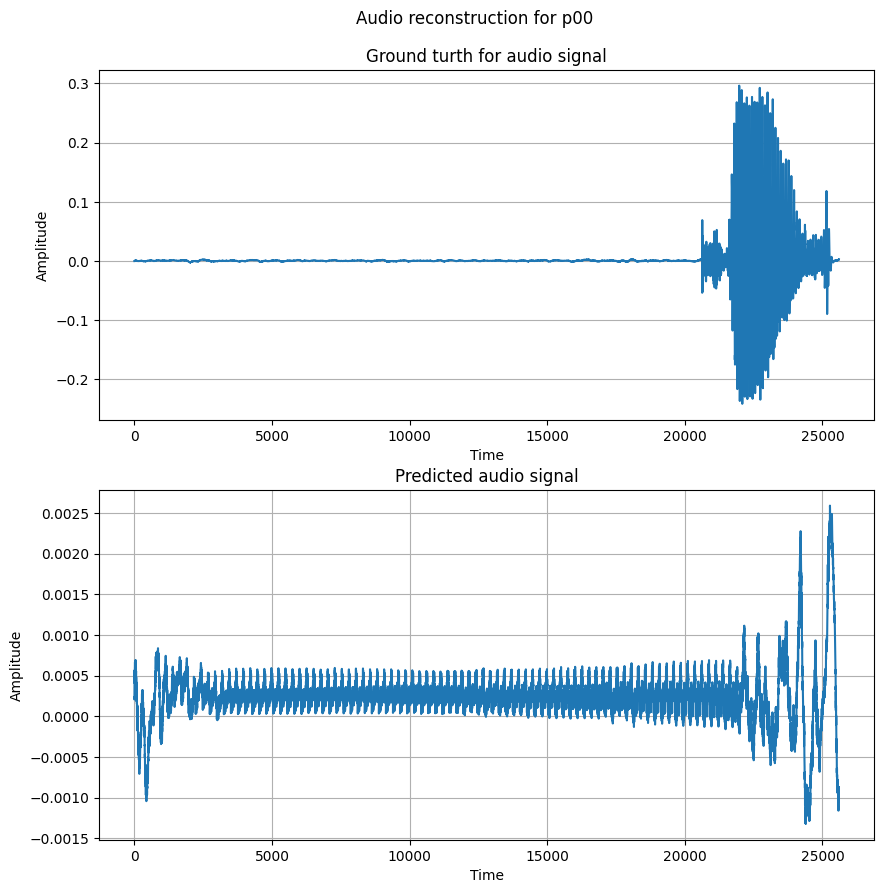 Audio reconstruction for p00
Ground turth for audio signal
0.3
0.2
0.1
0.0
−0.1
−0.2
Amplitude
0 5000 10000 15000 20000 25000
Time
Predicted audio signal
0.0025
0.0020
0.0015
0.0010
0.0005
0.0000
−0.0005
−0.0010
−0.0015
Amplitude
0 5000 10000 15000 20000 25000
Time